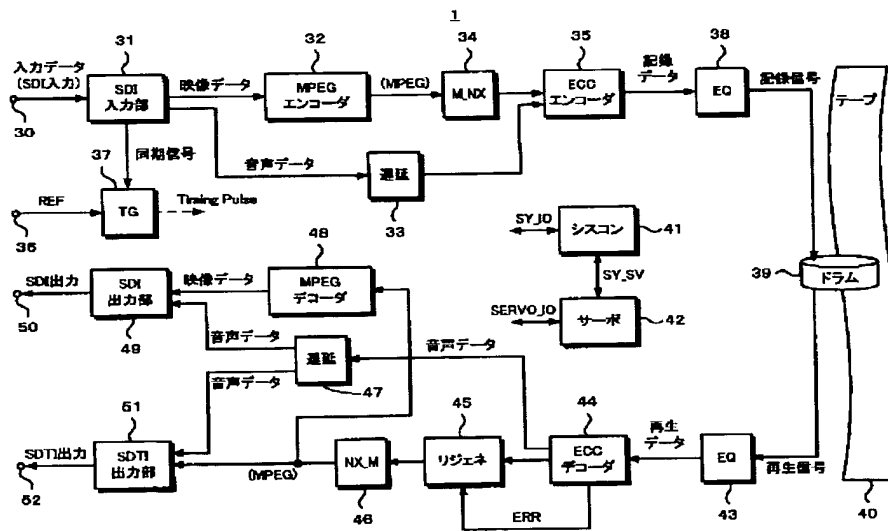 1
31
32
34
35
38
入力データ
(SDI入力)
SDI
入力部
映像データ
MPEG
エンコーダ
(MPEG)
M_NX
ECC
エンコーダ
記録
データ
EQ
記録信号
テープ
30
同期信号
音声データ
遅延
33
37
REF
TG
Timing Pulse
36
SY_IO
シスコン
41
SY_SV
39
ドラム
48
SDI出力
SDI
出力部
映像データ
MPEG
デコーダ
SERVO_IO
サーボ
42
50
49
音声データ
遅延
音声データ
音声データ
47
51
45
44
再生
データ
SDTI出力
SDTI
出力部
(MPEG)
NX_M
リジェネ
ECC
デコーダ
EQ
再生信号
52
46
ERR
43
40